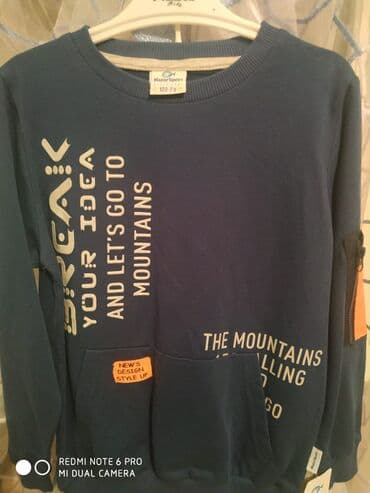 BREAK
YOUR IDEA
AND LET'S GO TO
MOUNTAINS
THE MOUNTAINS
GO
NEWS
DESIGN
STYLE UP
REDMI NOTE 6 PRO
MI DUAL CAMERA